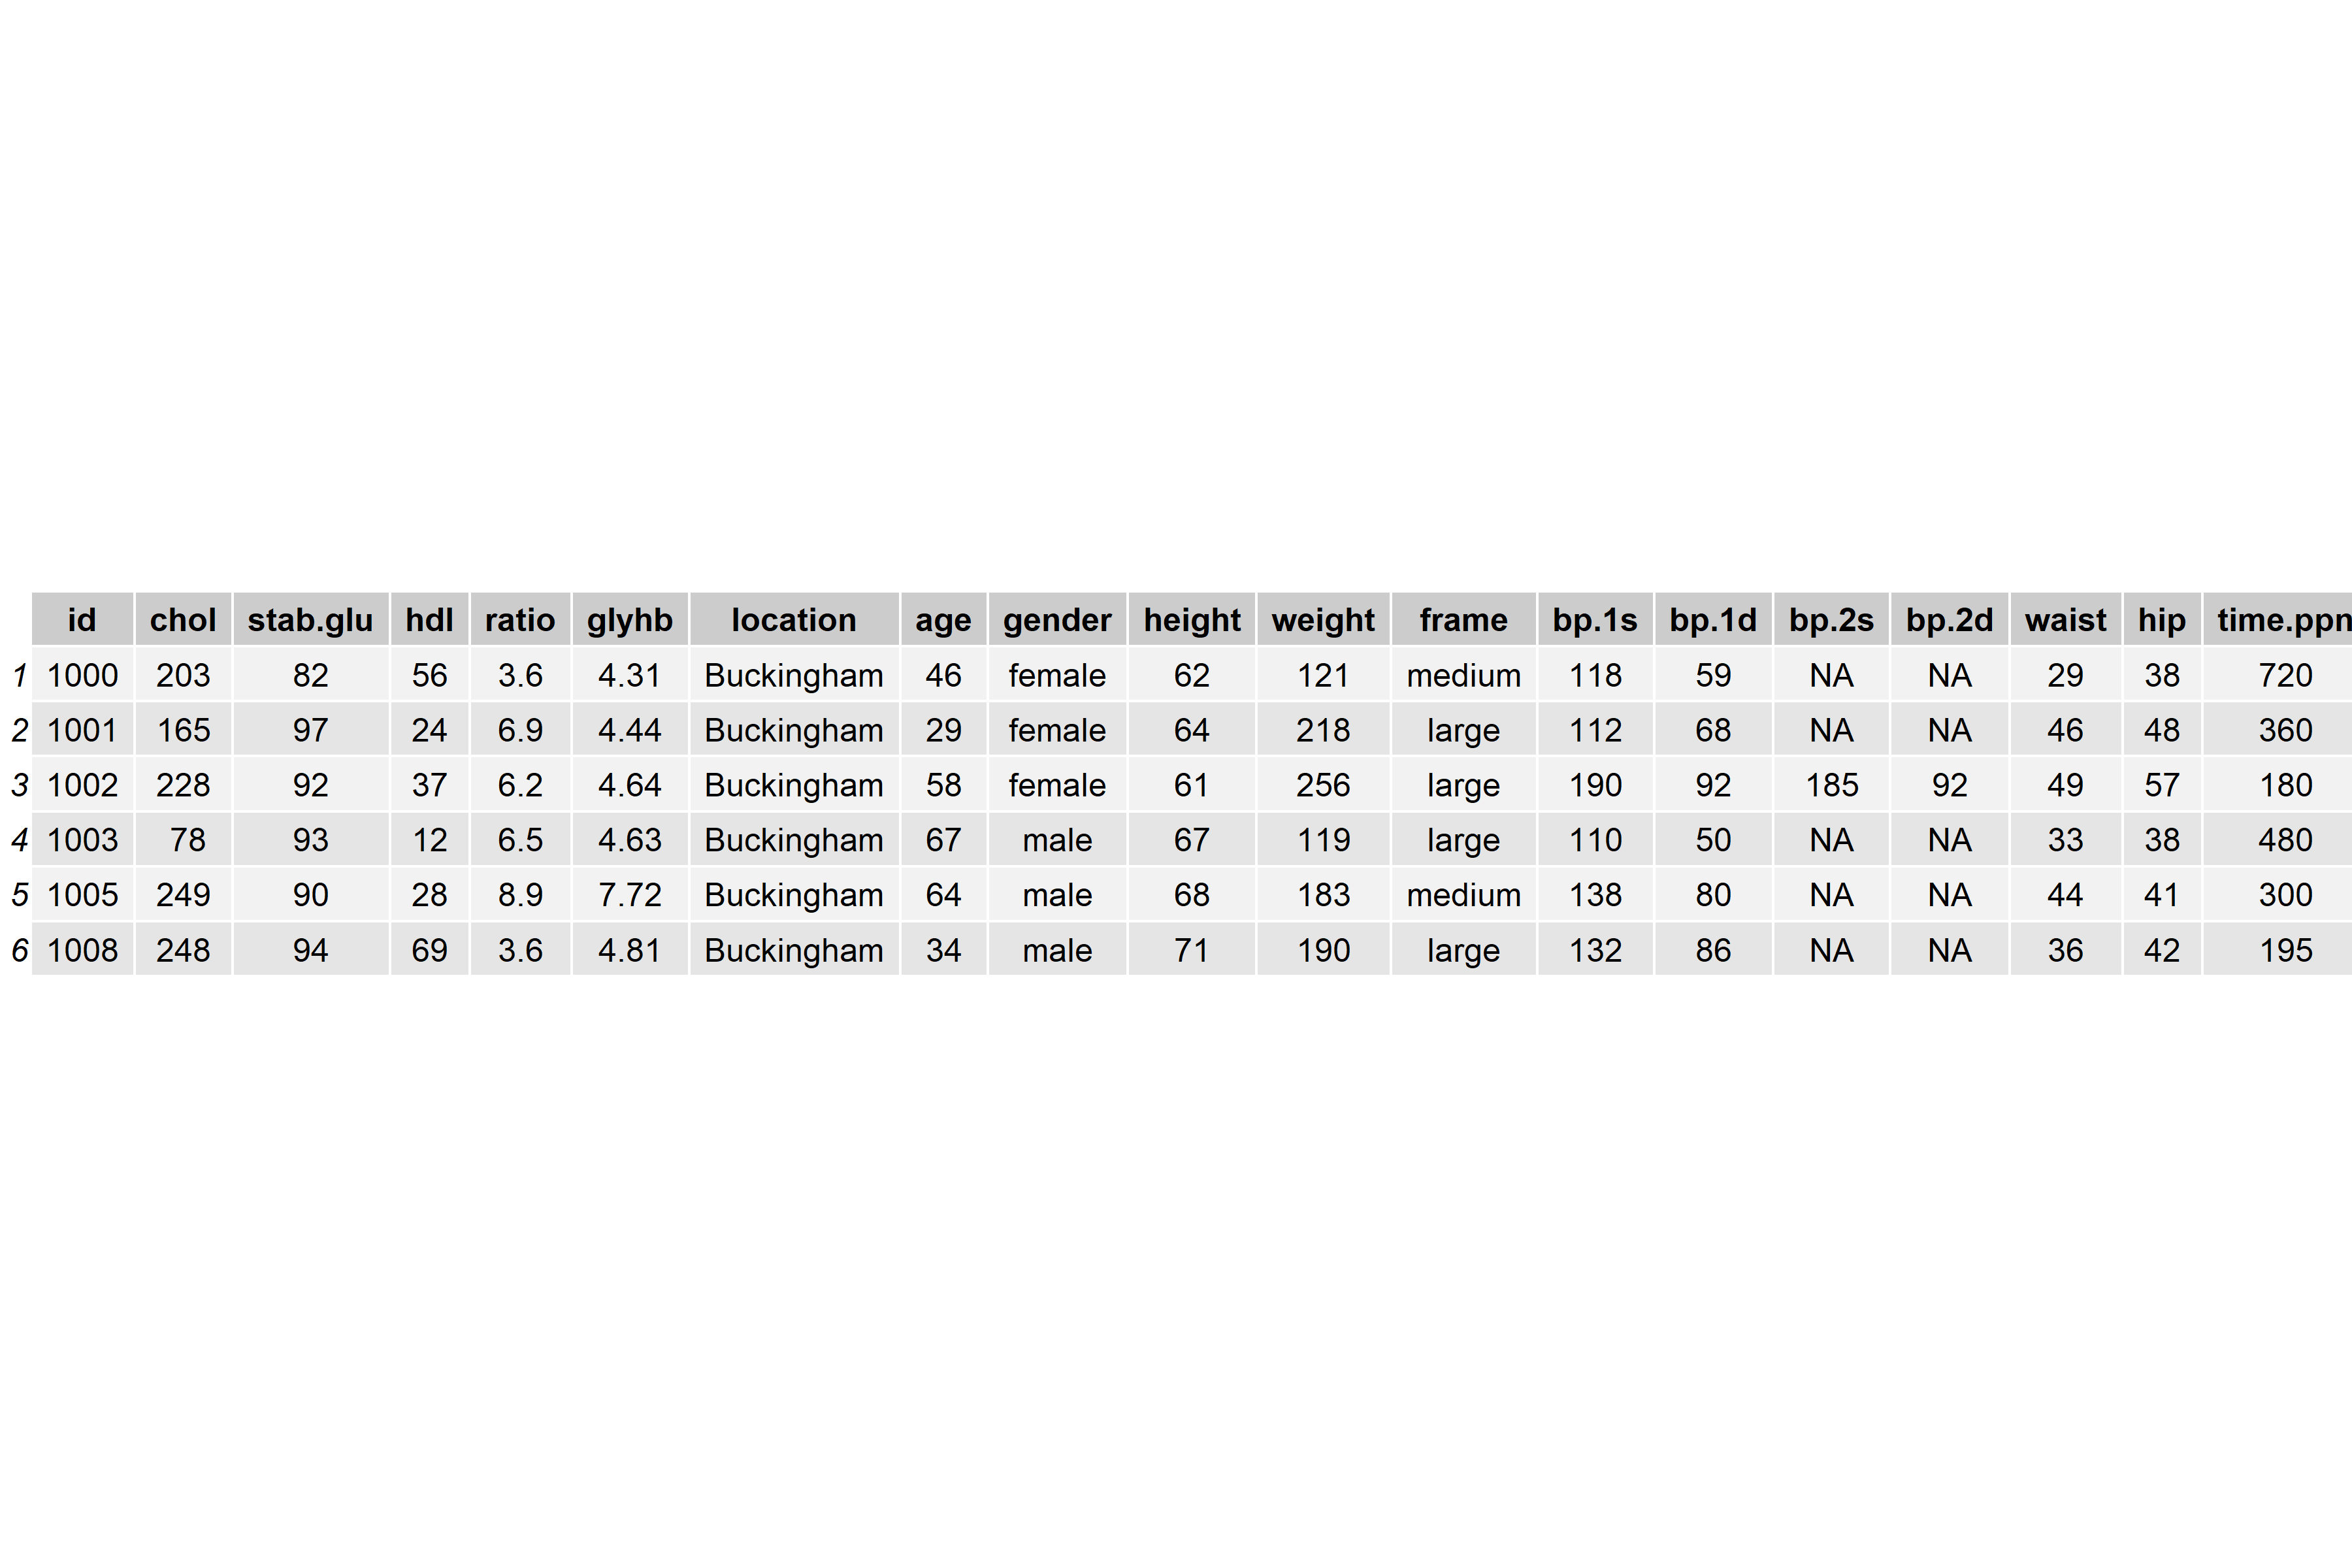 id chol stab.glu hdl ratio glyhb location age gender height weight frame bp.1s bp.1d bp.2s bp.2d waist hip time.ppn
1 1000 203 82 56 3.6 4.31 Buckingham 46 female 62 121 medium 118 59 NA NA 29 38 720
2 1001 165 97 24 6.9 4.44 Buckingham 29 female 64 218 large 112 68 NA NA 46 48 360
3 1002 228 92 37 6.2 4.64 Buckingham 58 female 61 256 large 190 92 185 92 49 57 180
4 1003 78 93 12 6.5 4.63 Buckingham 67 male 67 119 large 110 50 NA NA 33 38 480
5 1005 249 90 28 8.9 7.72 Buckingham 64 male 68 183 medium 138 80 NA NA 44 41 300
6 1008 248 94 69 3.6 4.81 Buckingham 34 male 71 190 large 132 86 NA NA 36 42 195